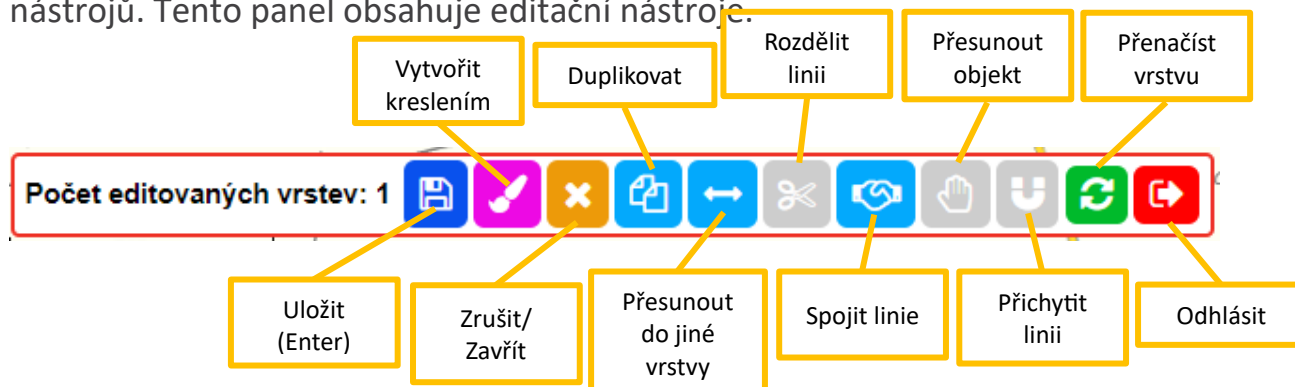 nástrojů. Tento panel obsahuje editační nástroje.
Vytvořit
kreslením
Duplikovat
Rozdělit
linii
Přesunout
objekt
Přenačíst
vrstvu
Počet editovaných vrstev: 1
Uložit
(Enter)
Zrušit/
Zavřít
Přesunout
do jiné
vrstvy
Spojit linie
Přichytit
linii
Odhlásit